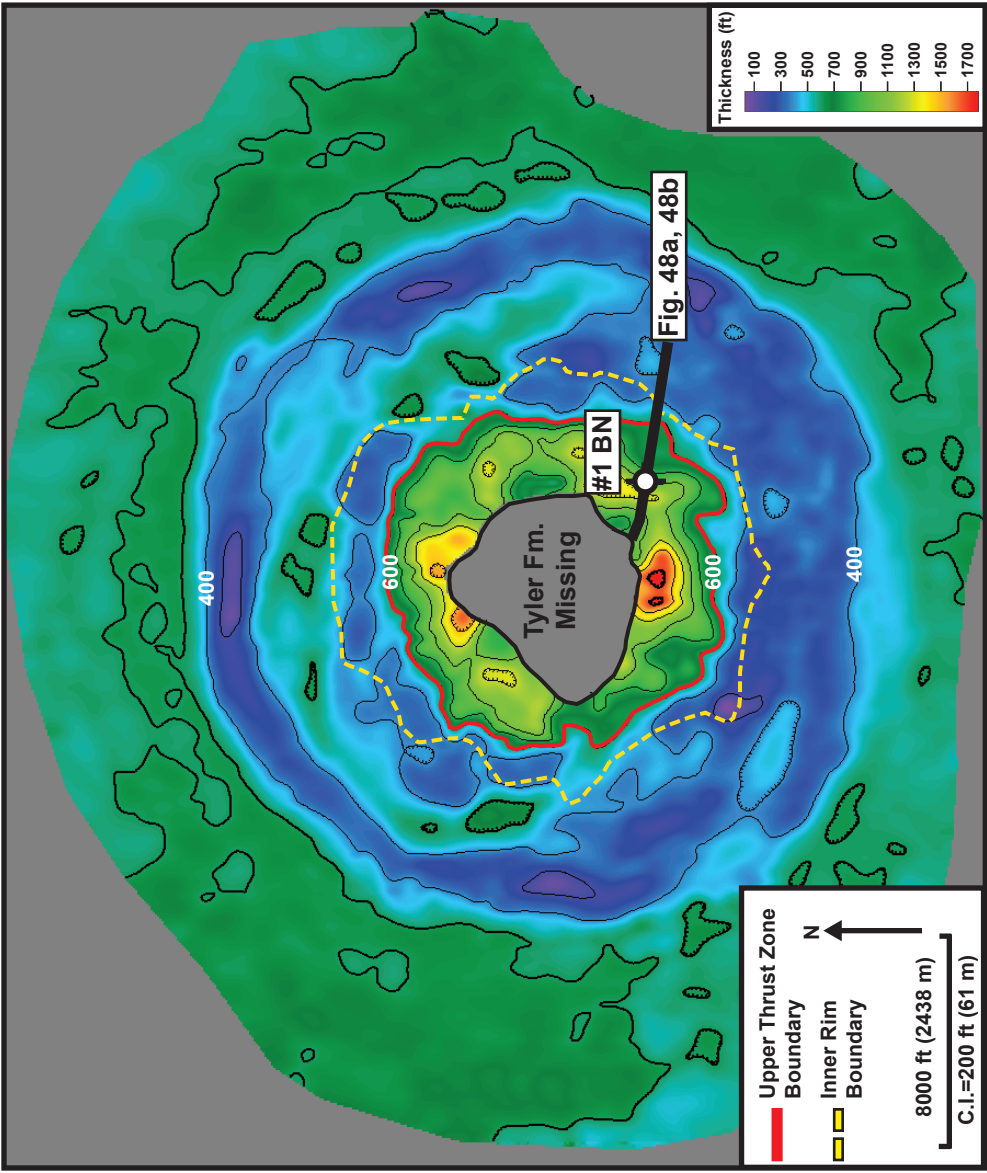 400
600
Tyler Fm.
Missing
#1 BN
Fig. 48a, 48b
600
400
Upper Thrust Zone
Boundary
Inner Rim
Boundary
N
8000 ft (2438 m)
C.I.=200 ft (61 m)
Thickness (ft)
100
300
500
700
900
1100
1300
1500
1700